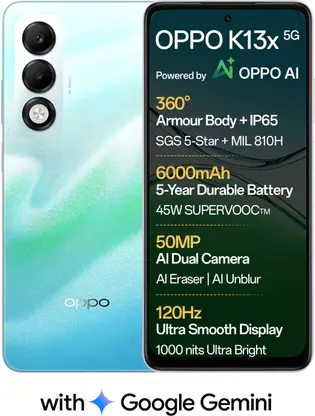 OPPO K13x 5G
Powered by Ai OPPO AI
360°
Armour Body + IP65
SGS 5-Star + MIL 810H
6000mAh
5-Year Durable Battery
45W SUPERVOOC™
50MP
AI Dual Camera
AI Eraser | AI Unblur
120Hz
Ultra Smooth Display
1000 nits Ultra Bright
oppo
with Google Gemini